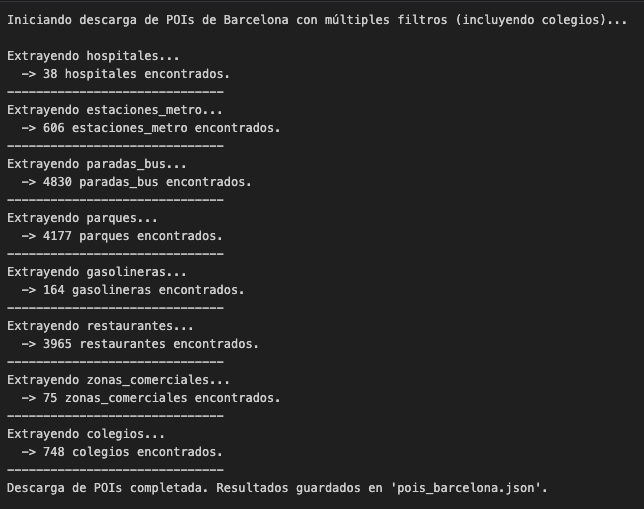 Iniciando descarga de POIs de Barcelona con múltiples filtros (incluyendo colegios)...
Extrayendo hospitales...
-> 38 hospitales encontrados.
------------------------------
Extrayendo estaciones_metro...
-> 606 estaciones_metro encontrados.
------------------------------
Extrayendo paradas_bus...
-> 4830 paradas_bus encontrados.
------------------------------
Extrayendo parques...
-> 4177 parques encontrados.
------------------------------
Extrayendo gasolineras...
-> 164 gasolineras encontrados.
------------------------------
Extrayendo restaurantes...
-> 3965 restaurantes encontrados.
------------------------------
Extrayendo zonas_comerciales...
-> 75 zonas_comerciales encontrados.
------------------------------
Extrayendo colegios...
-> 748 colegios encontrados.
------------------------------
Descarga de POIs completada. Resultados guardados en 'pois_barcelona.json'.